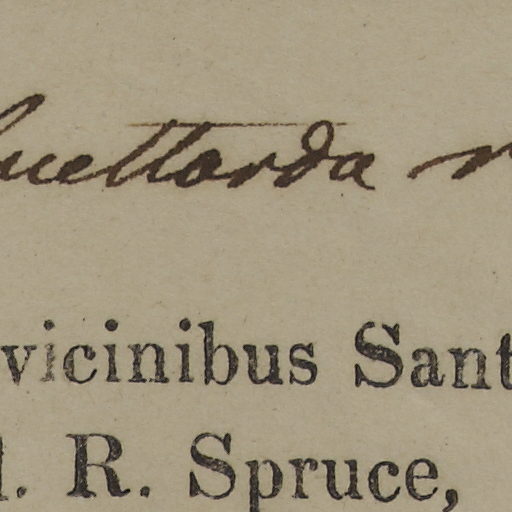 uettarda
vicinibus Sant
l. R. Spruce,